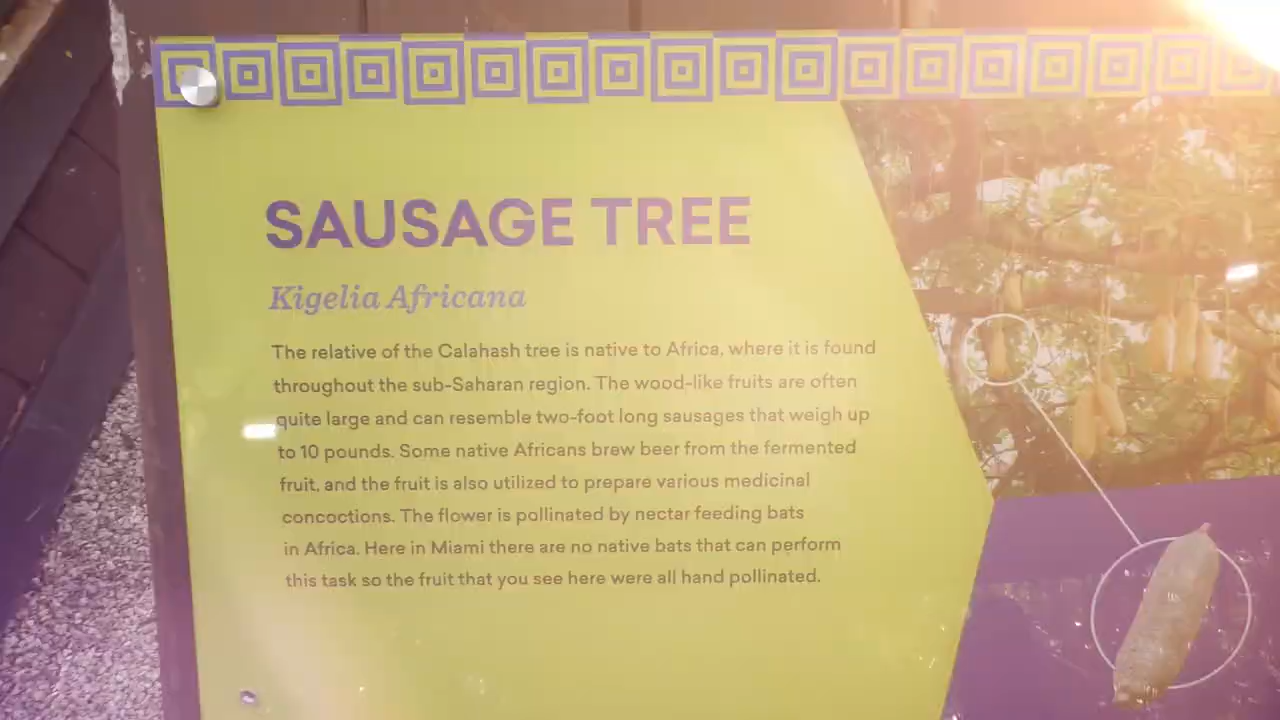 SAUSAGE TREE
Kigelia Africana
The relative of the Calahash tree is native to Africa, where it is found
throughout the sub-Saharan region. The wood-like fruits are often
quite large and can resemble two-foot long sausages that weigh up
to 10 pounds. Some native Africans brew beer from the fermented
fruit, and the fruit is also utilized to prepare various medicinal
concoctions. The flower is pollinated by nectar feeding bats
in Africa. Here in Miami there are no native bats that can perform
this task so the fruit that you see here were all hand pollinated.